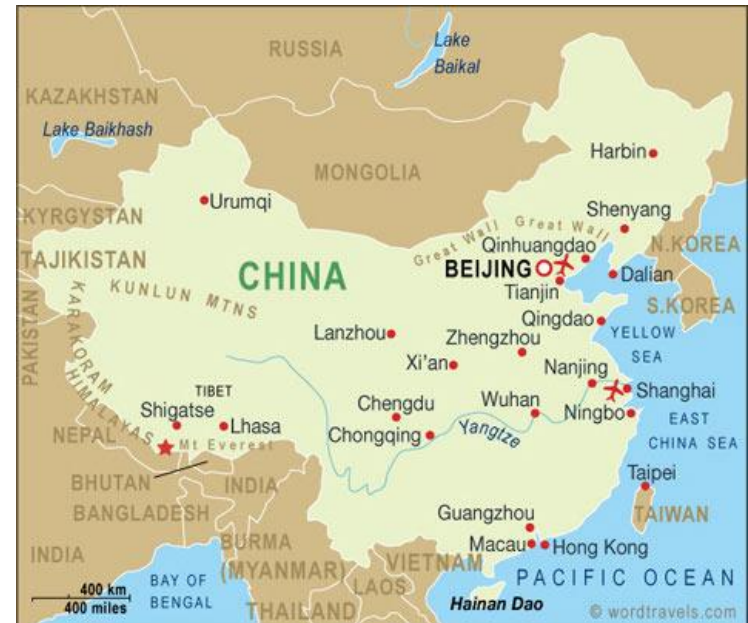 RUSSIA
Lake
Baikal
KAZAKHSTAN
Lake Baikhash
MONGOLIA
Harbin
Urumqi
KYRGYSTAN
Shenyang
Great Wall Great Wall
Qinhuangdao
N.KOREA
TAJIKISTAN
BEIJING
CHINA
Dalian
Tianjin
KUNLUN MTNS
S.KOREA
PAKISTAN
KARAKORAM
Qingdao
Lanzhou
Zhengzhou
YELLOW
SEA
Xi'an
Nanjing
HIMALAYAS
TIBET
Shanghai
Shigatse
Chengdu
Wuhan
Ningbo
Lhasa
EAST
CHINA SEA
NEPAL
Mt Everest
Chongqing
Yangtze
BHUTAN
INDIA
Taipei
BANGLADESH
Guangzhou
TAIWAN
INDIA
BURMA
(MYANMAR)
Macau
Hong Kong
VIETNAM
LAOS
PACIFIC OCEAN
400 km
400 miles
BAY OF
BENGAL
THAILAND
Hainan Dao
© wordtravels.com